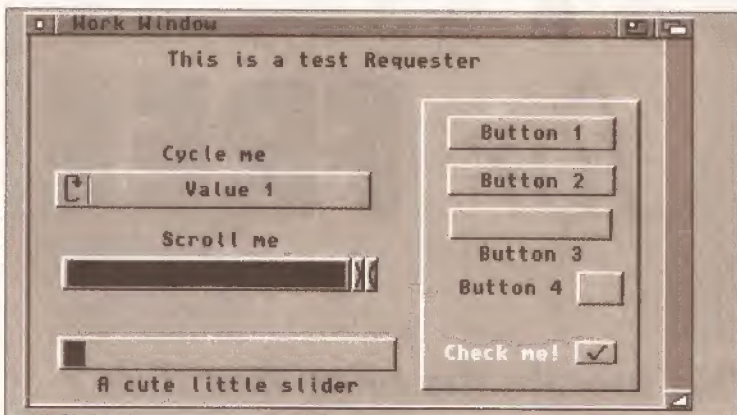 Work Window
This is a test Requester
Cycle me
Value 1
Scroll me
A cute little slider
Button 1
Button 2
Button 3
Button 4
Check me!